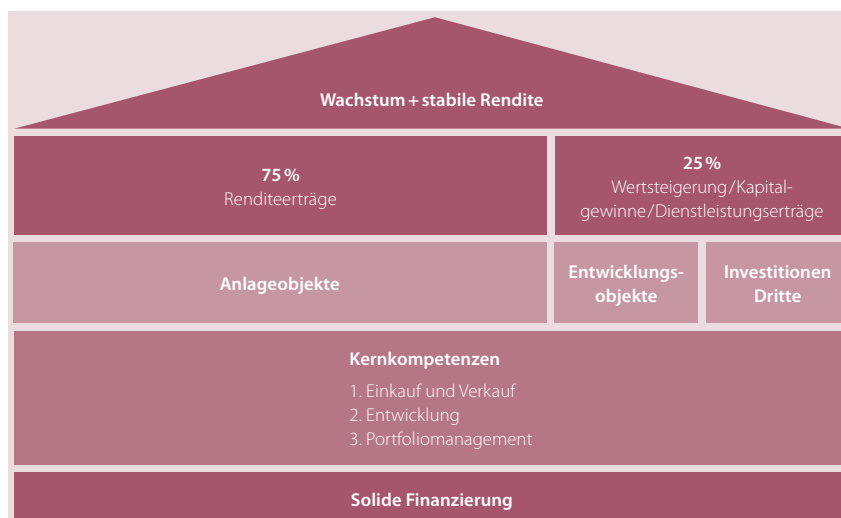 Wachstum + stabile Rendite
75 %
Renditeerträge
25 %
Wertsteigerung / Kapital-
gewinne / Dienstleistungserträge
Anlageobjekte
Entwicklungs-
objekte
Investitionen
Dritte
Kernkompetenzen
1. Einkauf und Verkauf
2. Entwicklung
3. Portfoliomanagement
Solide Finanzierung